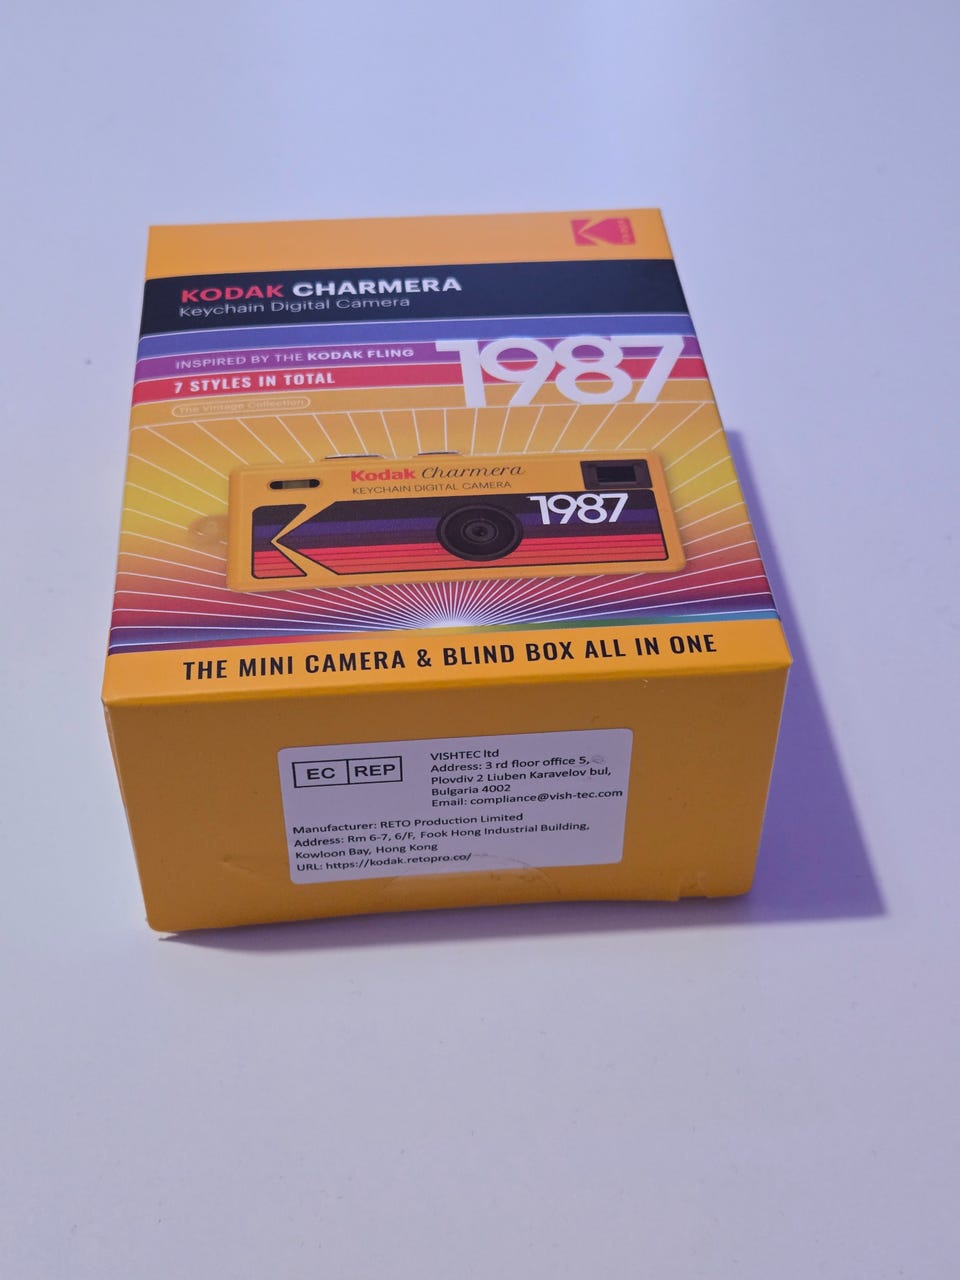 Kodak
KODAK CHARMERA
Keychain Digital Camera
INSPIRED BY THE KODAK FLING
1987
7 STYLES IN TOTAL
The Vintage Collection
Kodak Charmera
KEYCHAIN DIGITAL CAMERA
1987
THE MINI CAMERA & BLIND BOX ALL IN ONE
EC REP
VISHTEC ltd
Address: 3 rd floor office 5,
Plovdiv 2 Liuben Karavelov bul,
Bulgaria 4002
Email: compliance@vish-tec.com
Manufacturer: RETO Production Limited
Address: Rm 6-7, 6/F, Fook Hong Industrial Building,
Kowloon Bay, Hong Kong
URL: https://kodak.retopro.co/